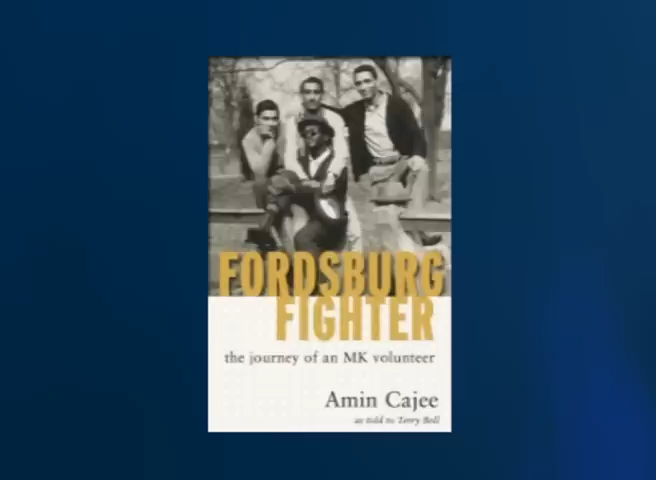 FORDSBURG
FIGHTER
the journey of an MK volunteer
Amin Cajee
as told to Terry Bell